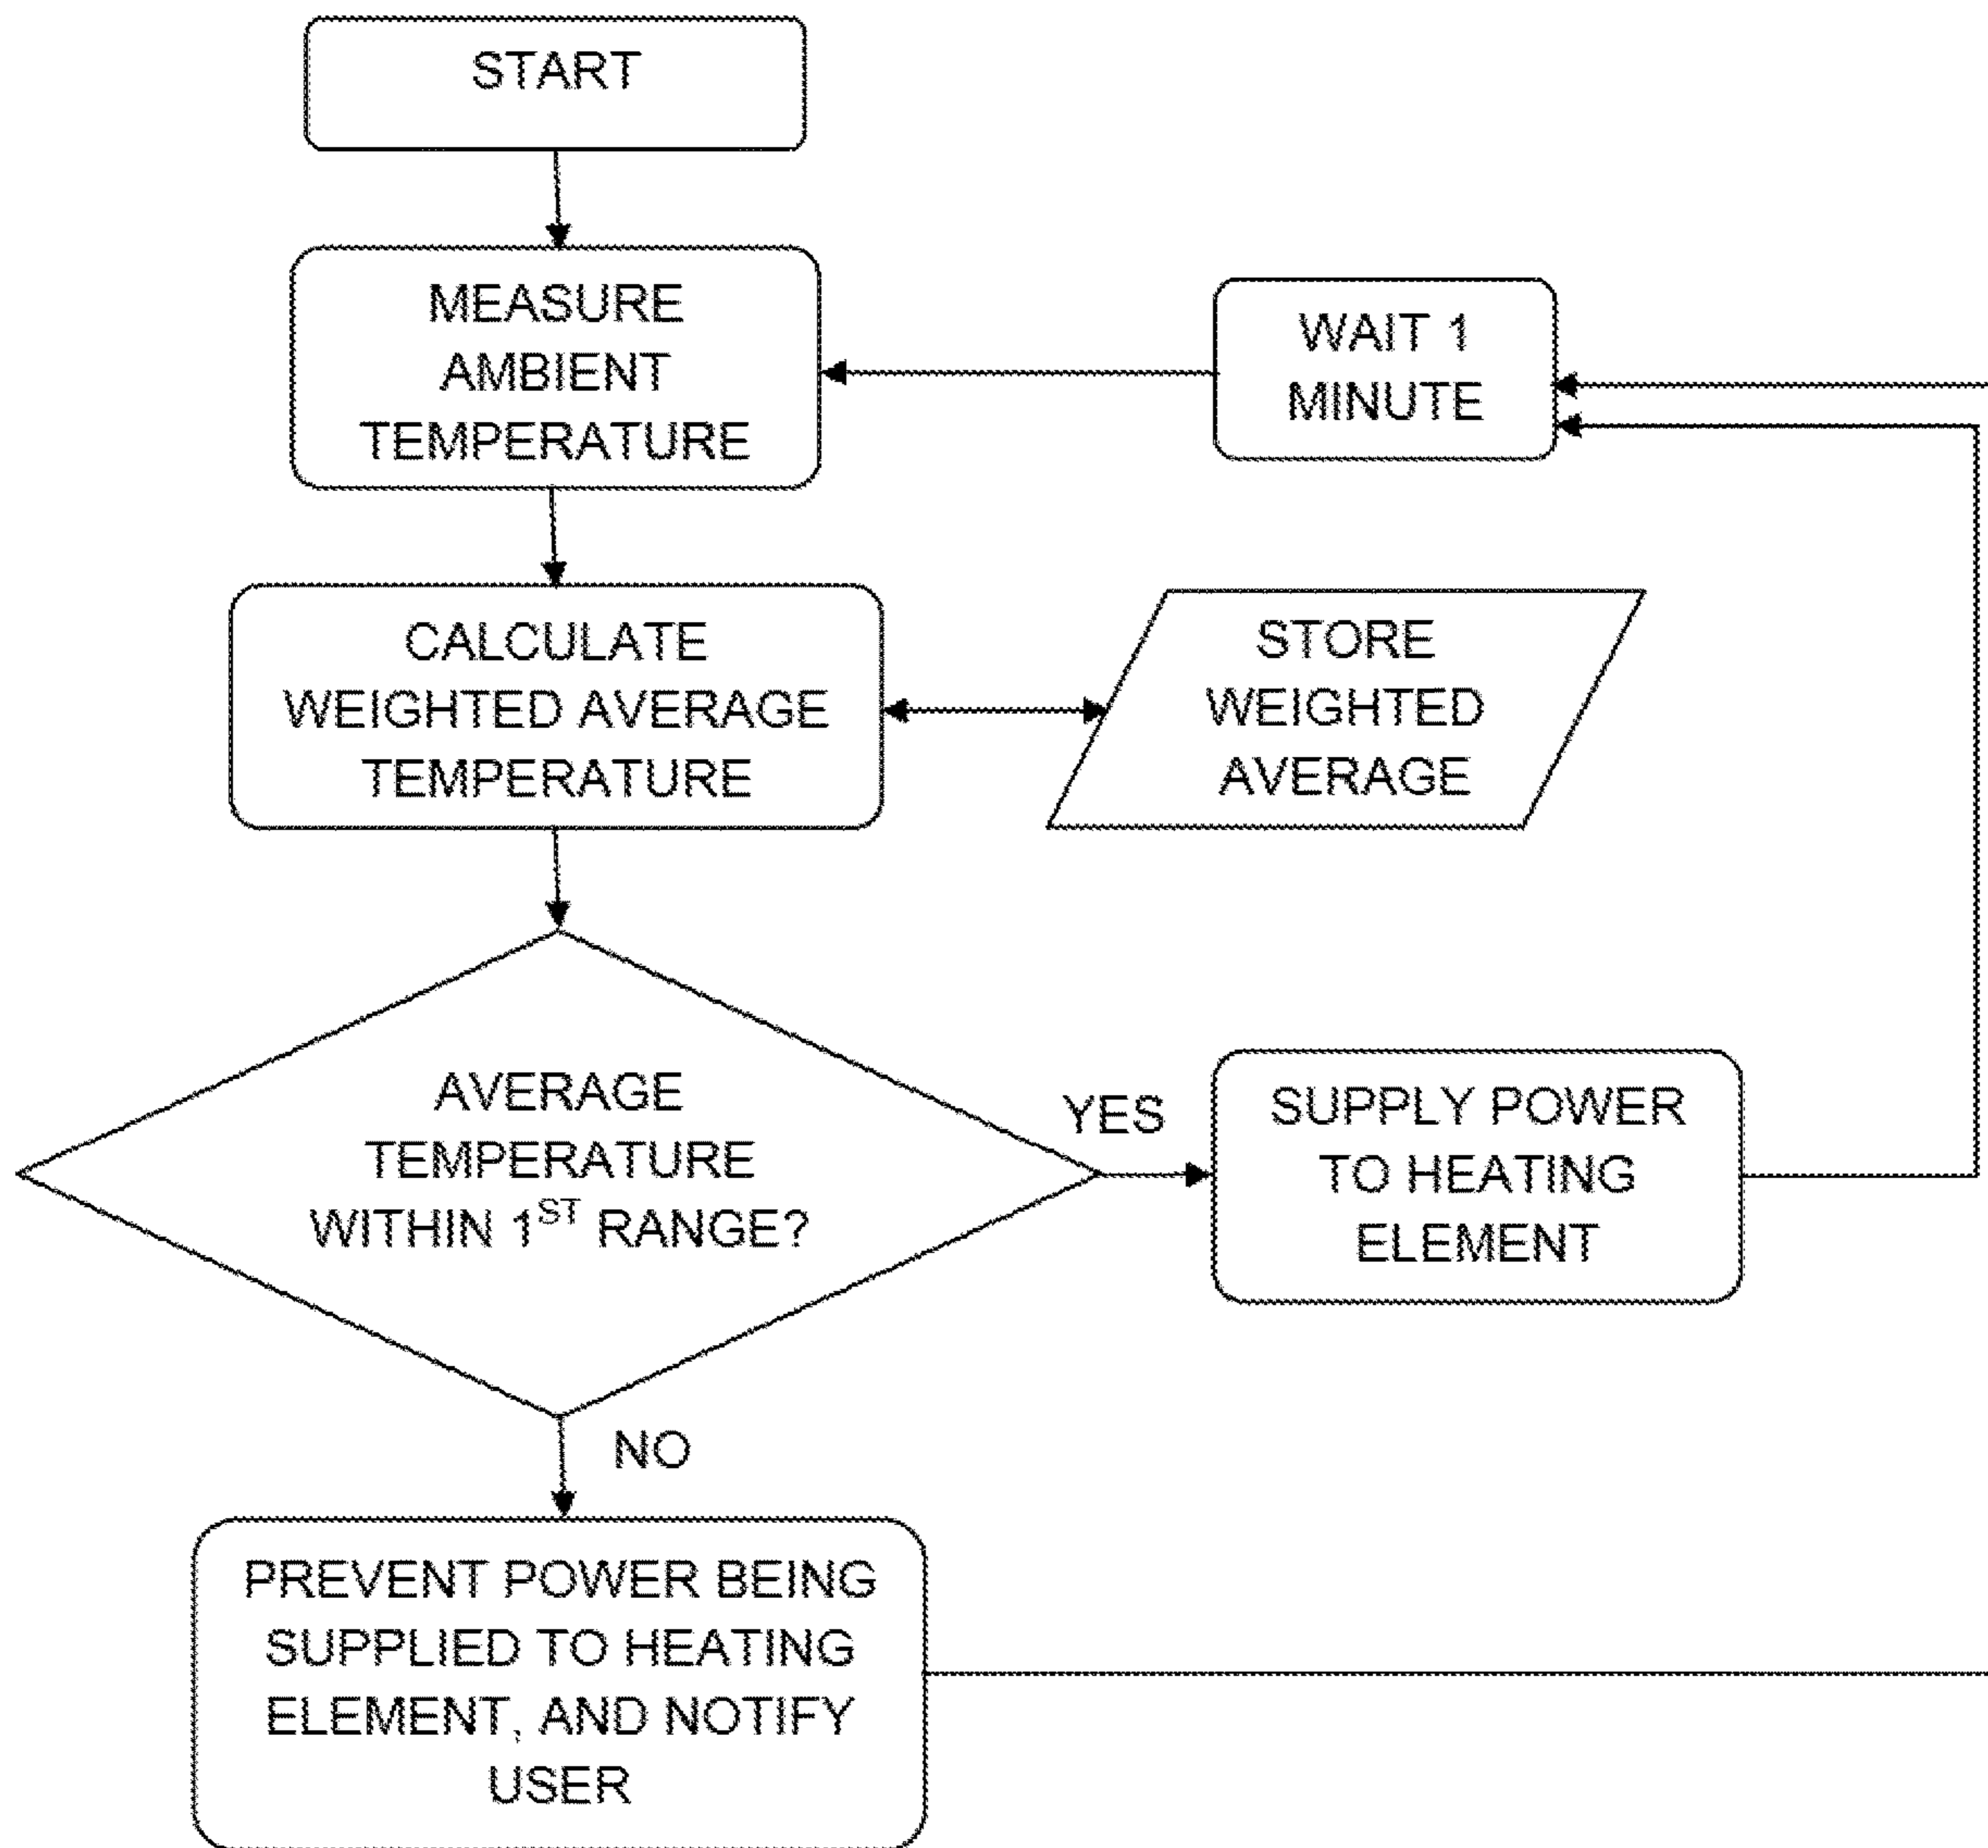 START
MEASURE
AMBIENT
TEMPERATURE
WAIT 1
MINUTE
CALCULATE
WEIGHTED AVERAGE
TEMPERATURE
STORE
WEIGHTED
AVERAGE
AVERAGE
TEMPERATURE
WITHIN 1ST RANGE?
YES
SUPPLY POWER
TO HEATING
ELEMENT
NO
PREVENT POWER BEING
SUPPLIED TO HEATING
ELEMENT, AND NOTIFY
USER